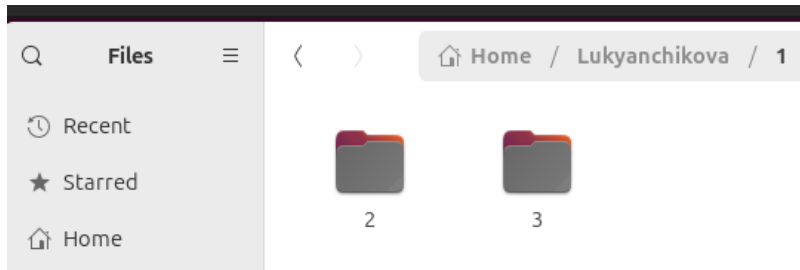 Files
Home / Lukyanchikova / 1
Recent
Starred
Home
2
3